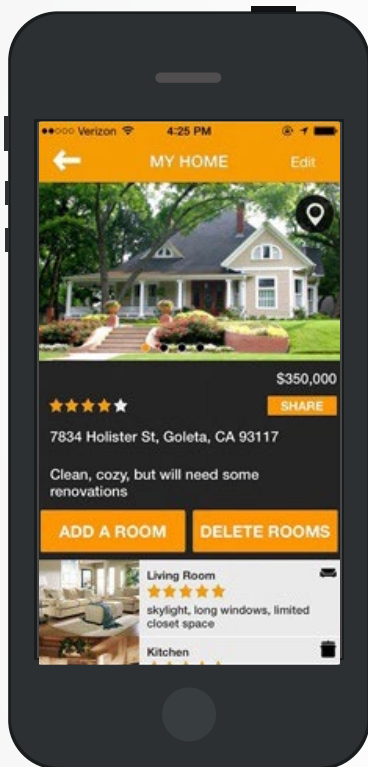 Verizon 4:25 PM
MY HOME Edit
$350,000
SHARE
7834 Holister St, Goleta, CA 93117
Clean, cozy, but will need some
renovations
ADD A ROOM DELETE ROOMS
Living Room
skylight, long windows, limited
closet space
Kitchen